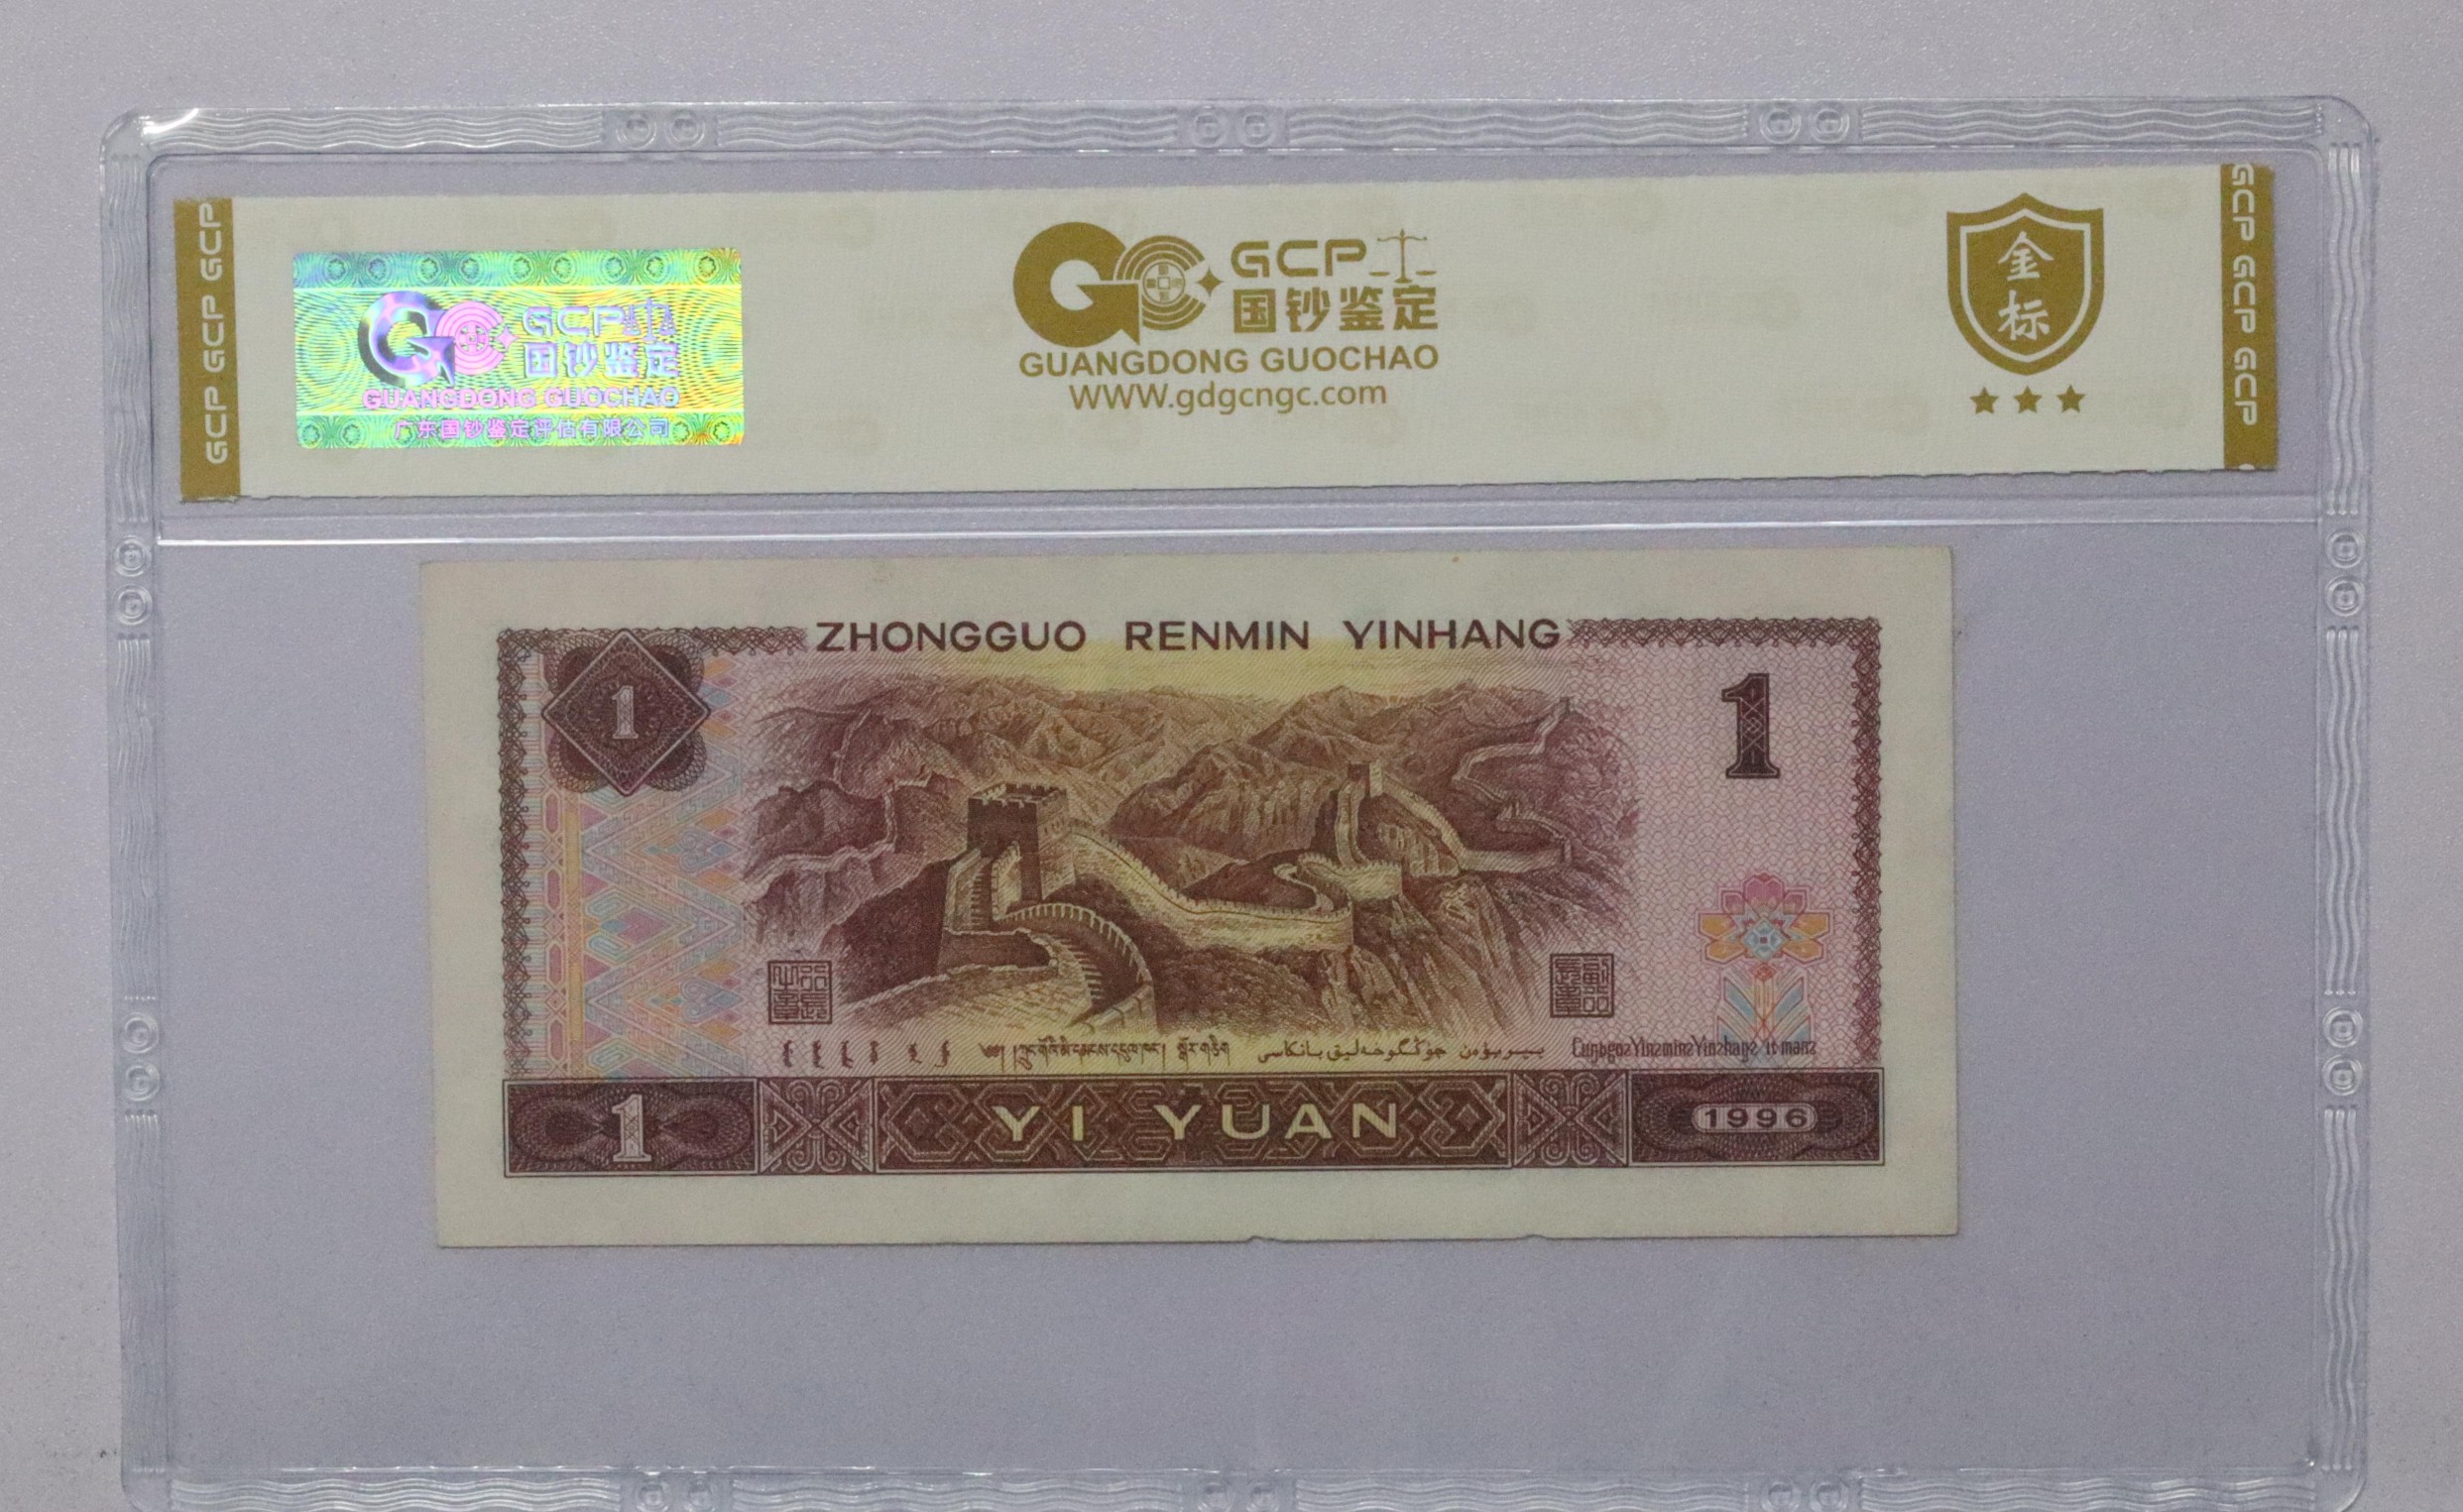 GCP GCP GCP
GCP
国钞鉴定
GUANGDONG GUOCHAO
广东国钞鉴定评估有限公司
GCP
国钞鉴定
GUANGDONG GUOCHAO
WWW.gdgcngc.com
金
标
GCP GCP GCP
ZHONGGUO RENMIN YINHANG
1
1
YI YUAN
1
1996